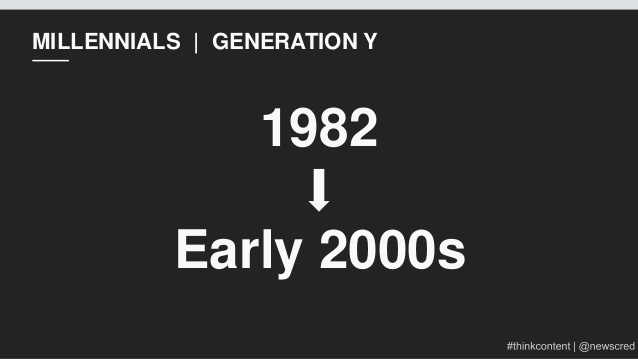 MILLENNIALS | GENERATION Y
1982
Early 2000s
#thinkcontent | @newscred